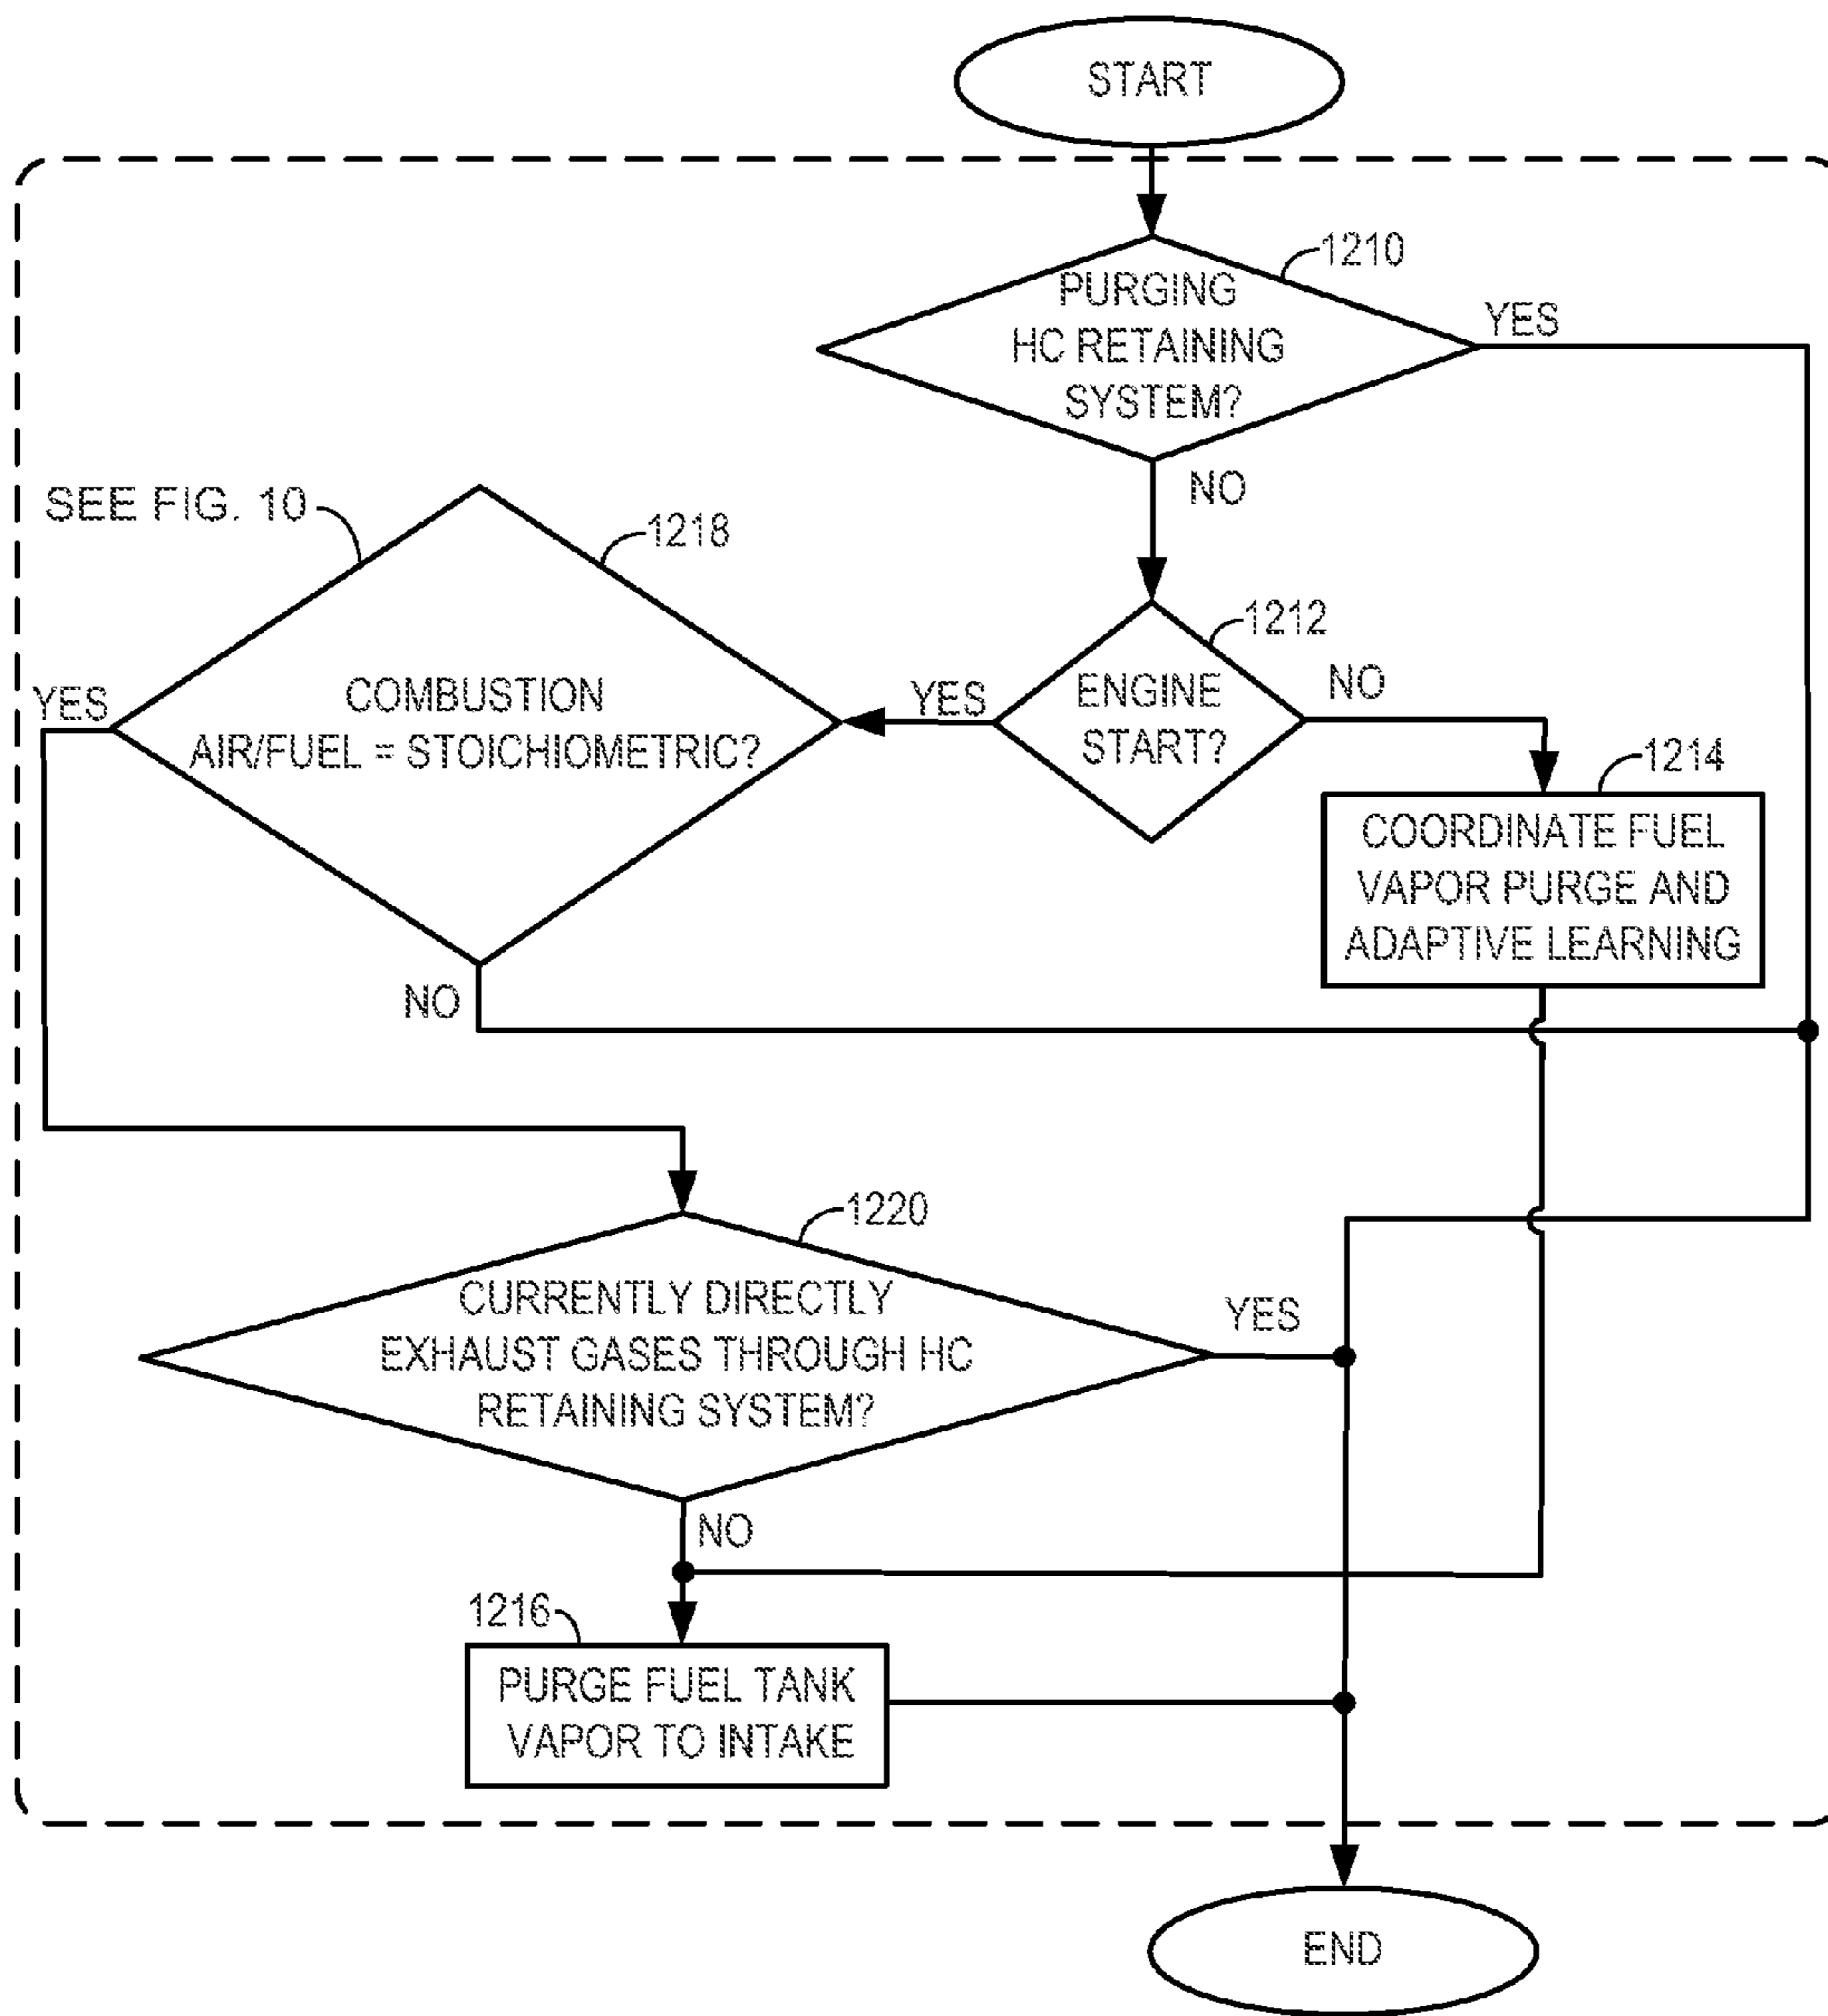 START
1210
PURGING
HC RETAINING
SYSTEM?
YES
NO
SEE FIG. 10
1218
COMBUSTION
AIR/FUEL = STOICHIOMETRIC?
YES
NO
1212
ENGINE
START?
YES
NO
1214
COORDINATE FUEL
VAPOR PURGE AND
ADAPTIVE LEARNING
1220
CURRENTLY DIRECTLY
EXHAUST GASES THROUGH HC
RETAINING SYSTEM?
YES
NO
1216
PURGE FUEL TANK
VAPOR TO INTAKE
END